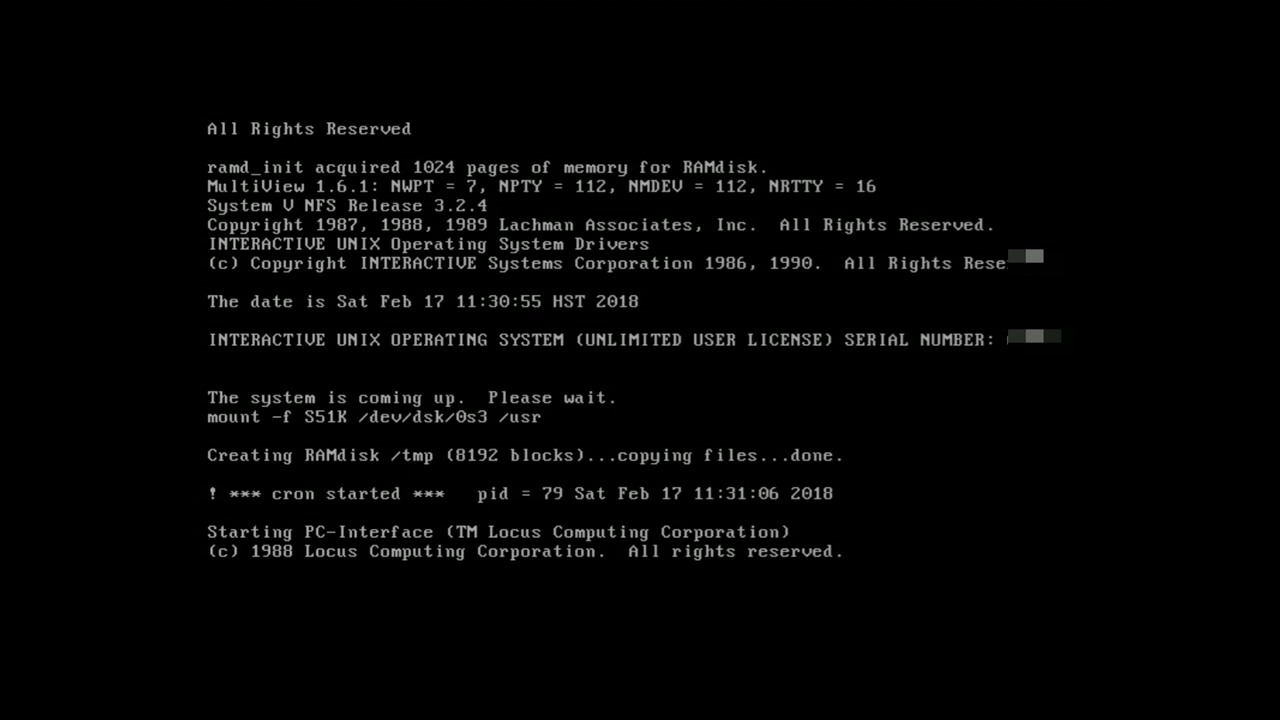 All Rights Reserved
ramd_init acquired 1024 pages of memory for RAMdisk.
MultiView 1.6.1: NWPT = 7, NPTY = 112, NMDEV = 112, NRTTY = 16
System V NFS Release 3.2.4
Copyright 1987, 1988, 1989 Lachman Associates, Inc.  All Rights Reserved.
INTERACTIVE UNIX Operating System Drivers
(c) Copyright INTERACTIVE Systems Corporation 1986, 1990.  All Rights Rese
The date is Sat Feb 17 11:30:55 HST 2018
INTERACTIVE UNIX OPERATING SYSTEM (UNLIMITED USER LICENSE) SERIAL NUMBER:
The system is coming up.  Please wait.
mount -f S51K /dev/dsk/0s3 /usr
Creating RAMdisk /tmp (8192 blocks)...copying files...done.
! *** cron started ***   pid = 79 Sat Feb 17 11:31:06 2018
Starting PC-Interface (TM Locus Computing Corporation)
(c) 1988 Locus Computing Corporation.  All rights reserved.